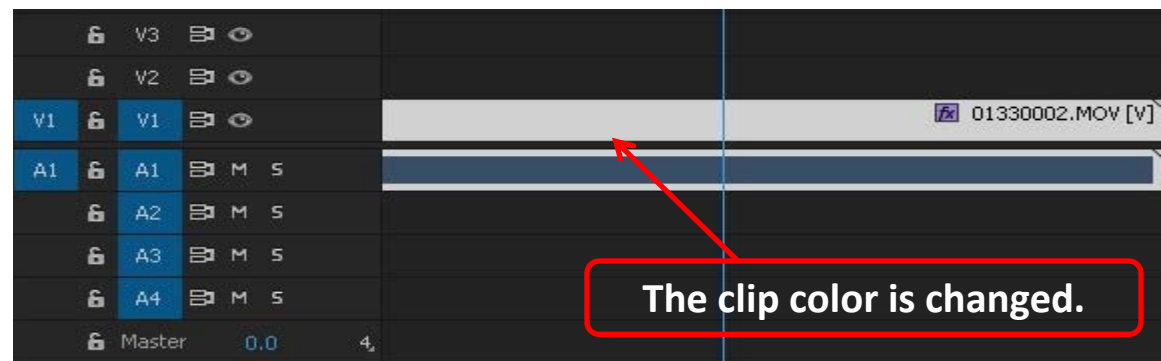 V3
V2
V1 V1 fx 01330002.MOV [V]
A1 A1 M S
A2 M S
A3 M S
A4 M S
The clip color is changed.
Master 0.0 4